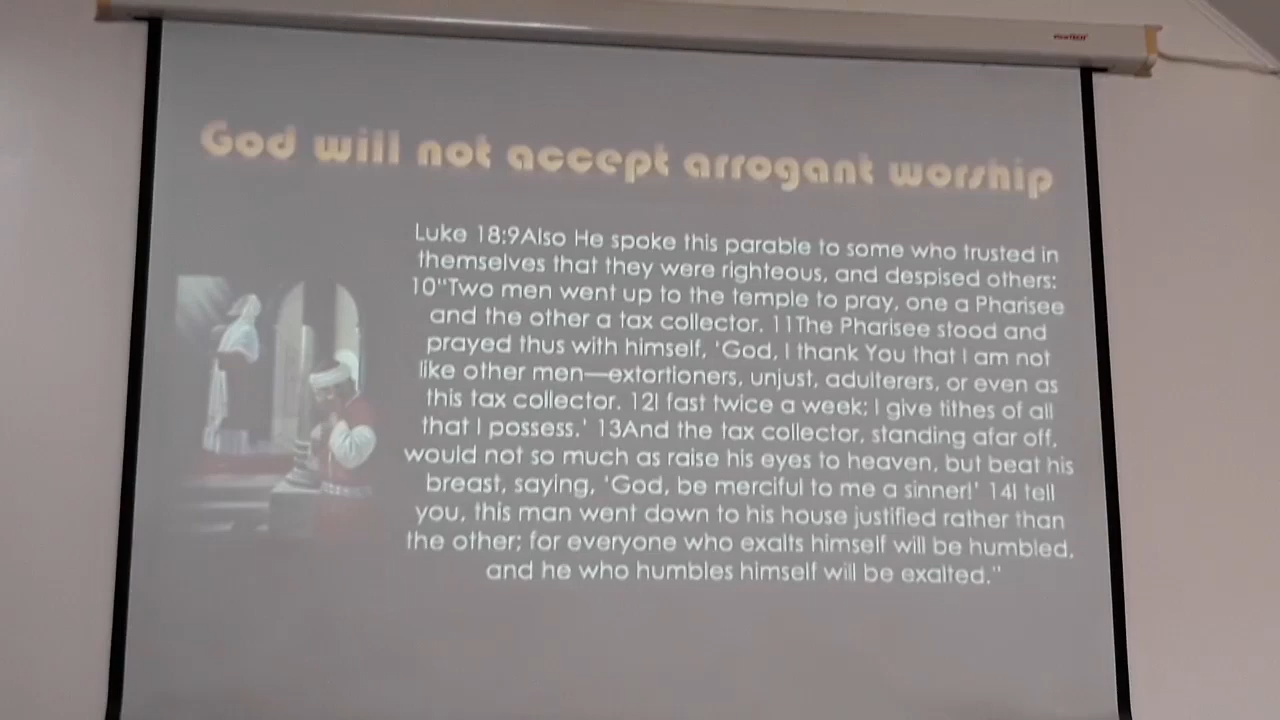 God will not accept arrogant worship
Luke 18:9Also He spoke this parable to some who trusted in
themselves that they were righteous, and despised others:
10"Two men went up to the temple to pray, one a Pharisee
and the other a tax collector. 11The Pharisee stood and
prayed thus with himself, 'God, I thank You that I am not
like other men—extortioners, unjust, adulterers, or even as
this tax collector. 12I fast twice a week; I give tithes of all
that I possess.' 13And the tax collector, standing afar off,
would not so much as raise his eyes to heaven, but beat his
breast, saying, 'God, be merciful to me a sinner!' 14I tell
you, this man went down to his house justified rather than
the other; for everyone who exalts himself will be humbled,
and he who humbles himself will be exalted."